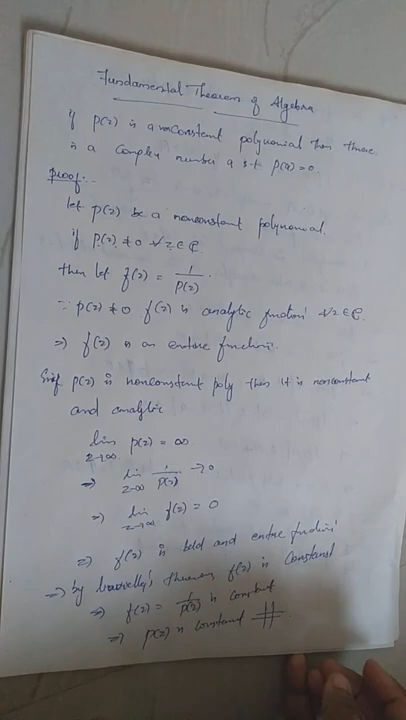 Fundamental Theorem of Algebra
if p(z) is a nonconstant polynomial then there
is a complex number a s.t p(a)=0.
proof:-
let p(z) be a nonconstant polynomial.
if p(z) ≠ 0 ∀ z ∈ ℂ.
then let f(z) = 1/p(z).
∵ p(z) ≠ 0 f(z) is analytic function ∀ z ∈ ℂ.
⇒ f(z) is an entire function.
p(z) is nonconstant poly then it is nonconstant
and analytic
lim z→∞ p(z) = ∞.
⇒ lim z→∞ 1/p(z) → 0
⇒ lim z→∞ f(z) = 0
⇒ f(z) is bdd and entire function
⇒ by theorem f(z) is constant
⇒ f(z) = 1/p(z) is constant
⇒ p(z) is constant #